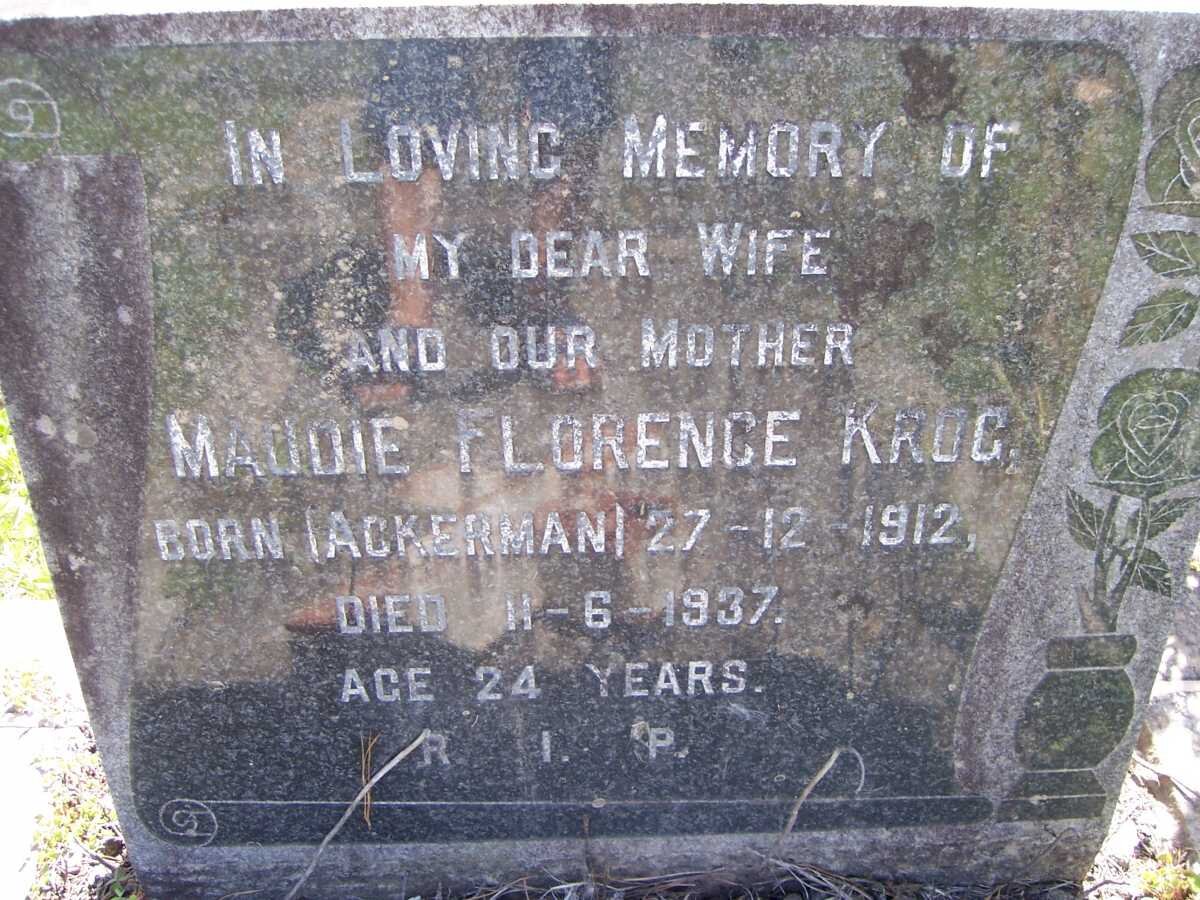 IN LOVING MEMORY OF
MY DEAR WIFE
AND OUR MOTHER
MAUDIE FLORENCE KROG,
BORN (ACKERMAN) 27-12-1912,
DIED 11-6-1937.
AGE 24 YEARS.
R. I. P.